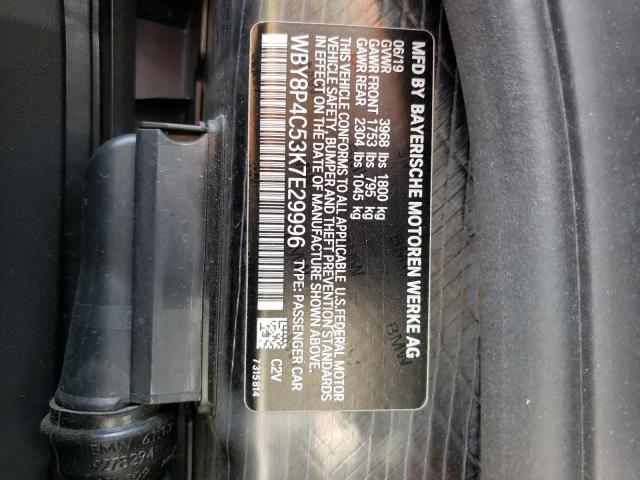 MFD BY BAYERISCHE MOTOREN WERKE AG
06/19
GVWR 3968 lbs 1800 kg
GAWR FRONT 1753 lbs 795 kg
GAWR REAR 2304 lbs 1045 kg
THIS VEHICLE CONFORMS TO ALL APPLICABLE U.S. FEDERAL MOTOR
VEHICLE SAFETY, BUMPER AND THEFT PREVENTION STANDARDS
IN EFFECT ON THE DATE OF MANUFACTURE SHOWN ABOVE.
WBY8P4C53K7E29996 TYPE: PASSENGER CAR
C2V
7315814
BMW
BMW